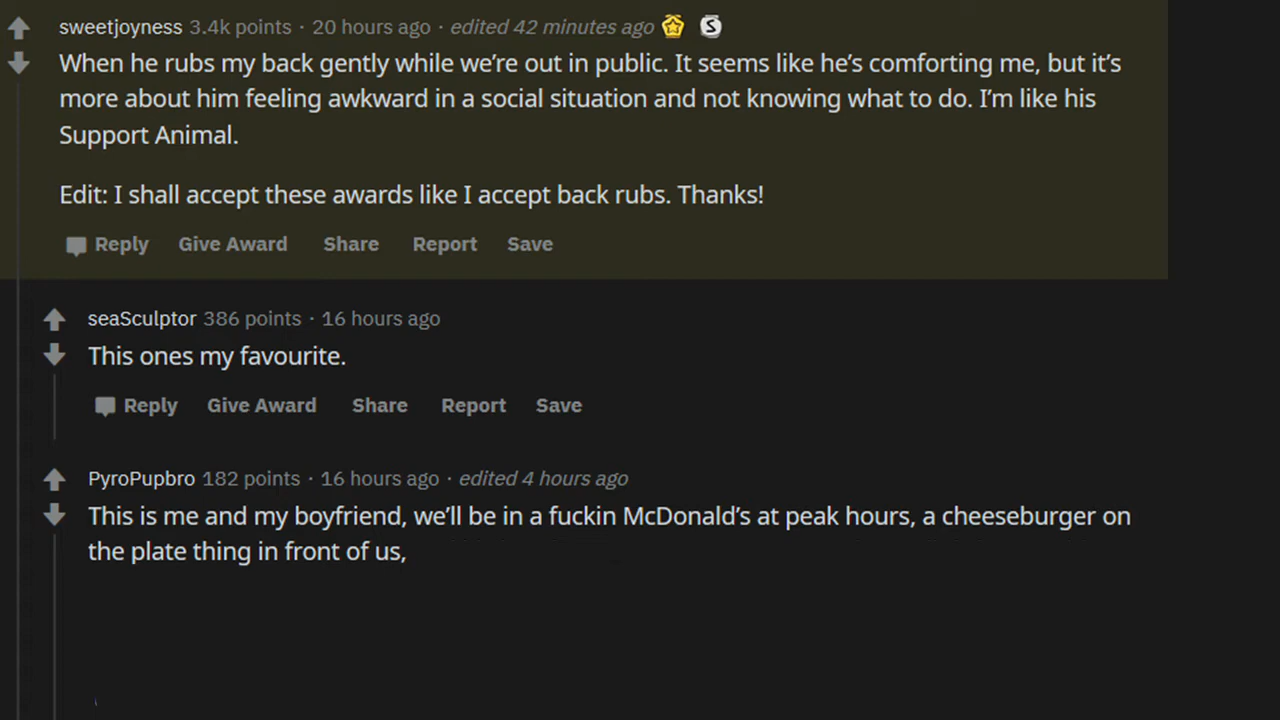 sweetjoyness 3.4k points · 20 hours ago · edited 42 minutes ago S
When he rubs my back gently while we’re out in public. It seems like he’s comforting me, but it’s
more about him feeling awkward in a social situation and not knowing what to do. I’m like his
Support Animal.
Edit: I shall accept these awards like I accept back rubs. Thanks!
Reply Give Award Share Report Save
seaSculptor 386 points · 16 hours ago
This ones my favourite.
Reply Give Award Share Report Save
PyroPupbro 182 points · 16 hours ago · edited 4 hours ago
This is me and my boyfriend, we’ll be in a fuckin McDonald’s at peak hours, a cheeseburger on
the plate thing in front of us,